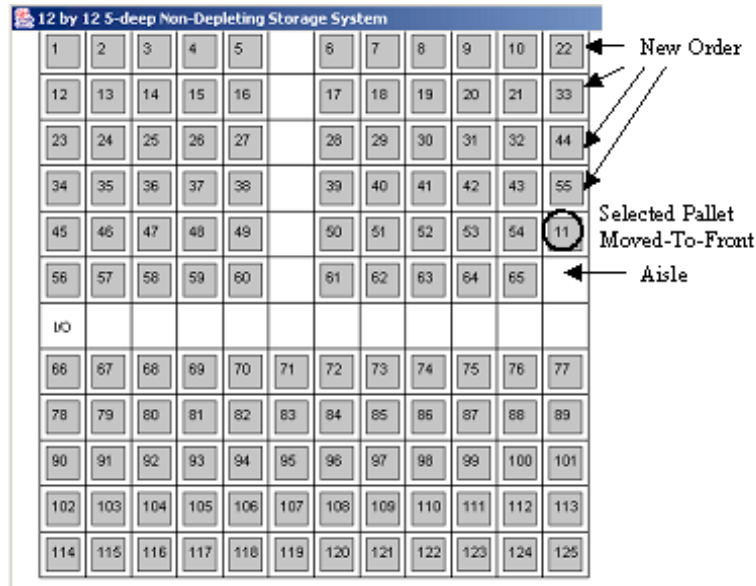 12 by 12 5-deep Non-Depleting Storage System
1 2 3 4 5 6 7 8 9 10 22
New Order
12 13 14 15 16 17 18 19 20 21 33
23 24 25 26 27 28 29 30 31 32 44
34 35 36 37 38 39 40 41 42 43 55
45 46 47 48 49 50 51 52 53 54 11
Selected Pallet
Moved-To-Front
56 57 58 59 60 61 62 63 64 65
Aisle
I/O
66 67 68 69 70 71 72 73 74 75 76 77
78 79 80 81 82 83 84 85 86 87 88 89
90 91 92 93 94 95 96 97 98 99 100 101
102 103 104 105 106 107 108 109 110 111 112 113
114 115 116 117 118 119 120 121 122 123 124 125